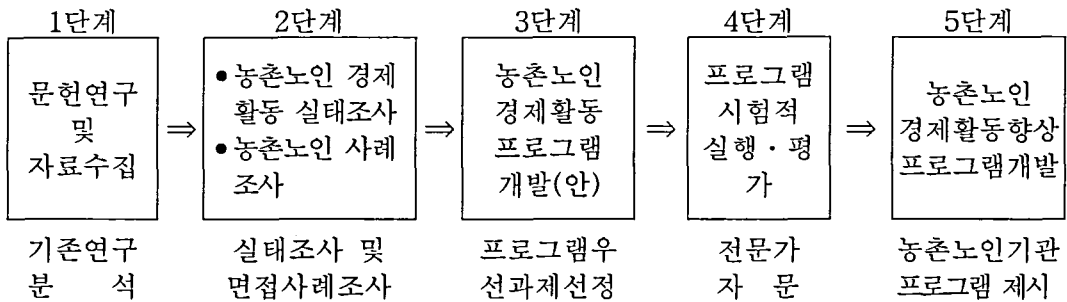 1단계
문헌연구
및
자료수집
기존연구
분 석
⇒
2단계
• 농촌노인 경제
활동 실태조사
• 농촌노인 사례
조사
실태조사 및
면접사례조사
⇒
3단계
농촌노인
경제활동
프로그램
개발(안)
프로그램우
선과제선정
⇒
4단계
프로그램
시험적
실행・평
가
전문가
자 문
⇒
5단계
농촌노인
경제활동향상
프로그램개발
농촌노인기관
프로그램 제시